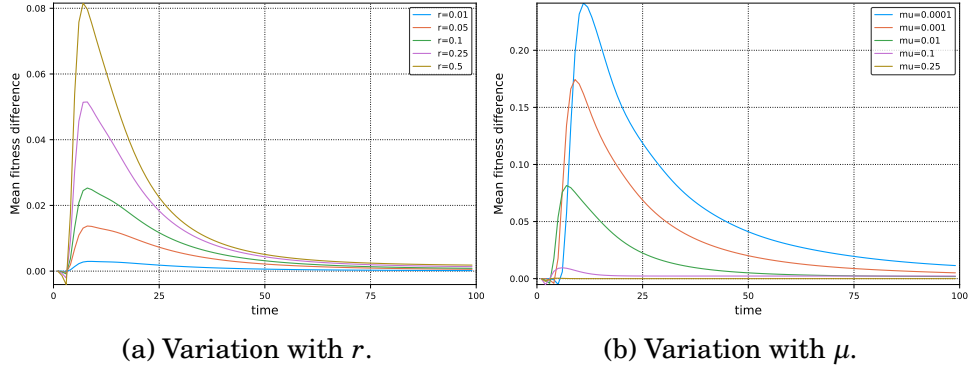 Mean fitness difference
0.08
0.06
0.04
0.02
0.00
0
25
50
75
100
time
r=0.01
r=0.05
r=0.1
r=0.25
r=0.5
(a) Variation with r.
Mean fitness difference
0.20
0.15
0.10
0.05
0.00
0
25
50
75
100
time
mu=0.0001
mu=0.001
mu=0.01
mu=0.1
mu=0.25
(b) Variation with μ.